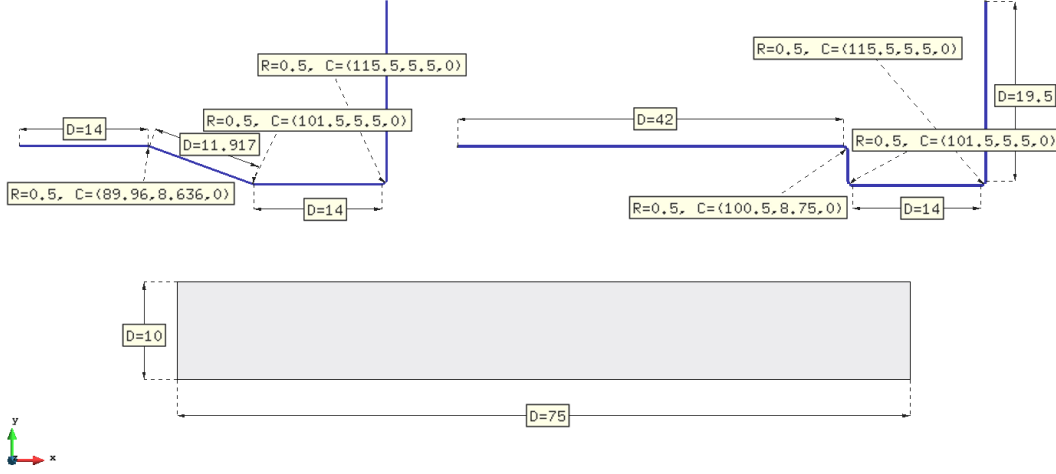 R=0.5, C=(115.5,5.5,0)
R=0.5, C=(101.5,5.5,0)
D=14
D=11.917
R=0.5, C=(89.96,8.636,0)
D=14
R=0.5, C=(115.5,5.5,0)
D=19.5
D=42
R=0.5, C=(101.5,5.5,0)
R=0.5, C=(100.5,8.75,0)
D=14
D=10
D=75
y
x